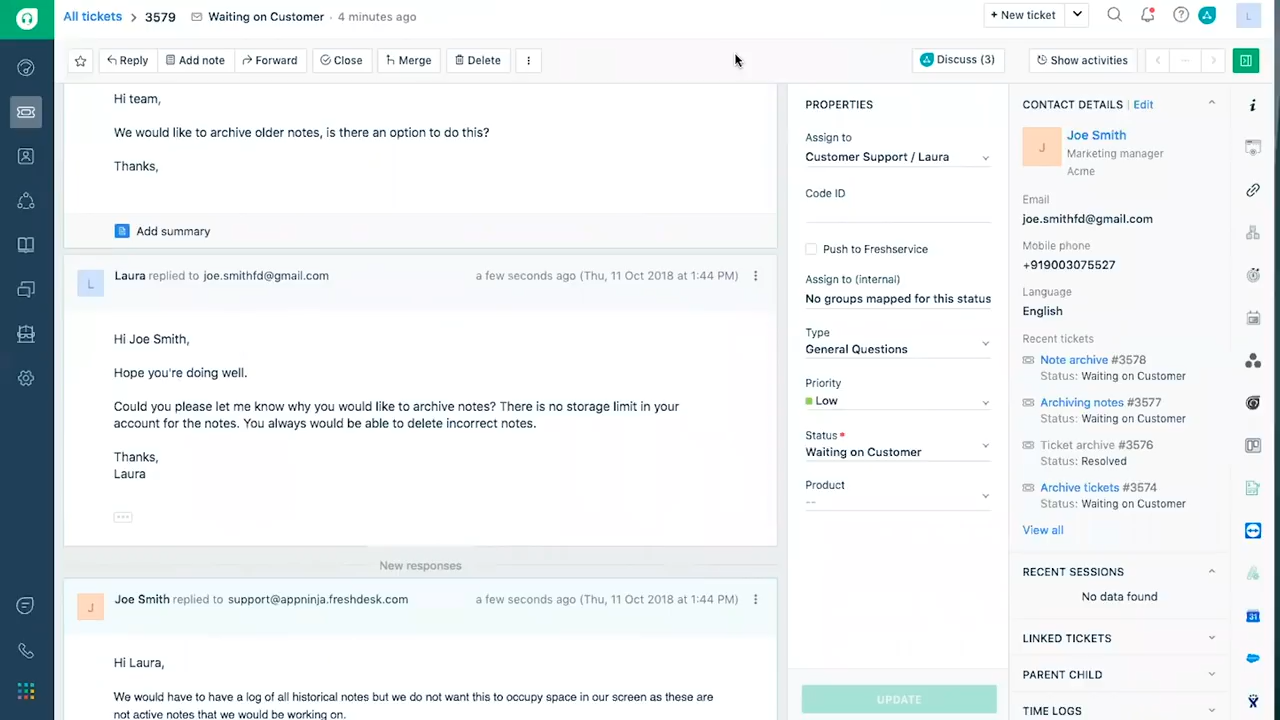 All tickets > 3579 Waiting on Customer · 4 minutes ago
+ New ticket
L
Reply Add note Forward Close Merge Delete
Discuss (3) Show activities
Hi team,
We would like to archive older notes, is there an option to do this?
Thanks,
Add summary
L Laura replied to joe.smithfd@gmail.com a few seconds ago (Thu, 11 Oct 2018 at 1:44 PM)
Hi Joe Smith,
Hope you're doing well.
Could you please let me know why you would like to archive notes? There is no storage limit in your
account for the notes. You always would be able to delete incorrect notes.
Thanks,
Laura
New responses
J Joe Smith replied to support@appninja.freshdesk.com a few seconds ago (Thu, 11 Oct 2018 at 1:44 PM)
Hi Laura,
We would have to have a log of all historical notes but we do not want this to occupy space in our screen as these are
not active notes that we would be working on.
PROPERTIES
Assign to
Customer Support / Laura
Code ID
Push to Freshservice
Assign to (internal)
No groups mapped for this status
Type
General Questions
Priority
Low
Status *
Waiting on Customer
Product
--
UPDATE
CONTACT DETAILS | Edit
J
Joe Smith
Marketing manager
Acme
Email
joe.smithfd@gmail.com
Mobile phone
+919003075527
Language
English
Recent tickets
Note archive #3578
Status: Waiting on Customer
Archiving notes #3577
Status: Waiting on Customer
Ticket archive #3576
Status: Resolved
Archive tickets #3574
Status: Waiting on Customer
View all
RECENT SESSIONS
No data found
LINKED TICKETS
PARENT CHILD
TIME LOGS
31